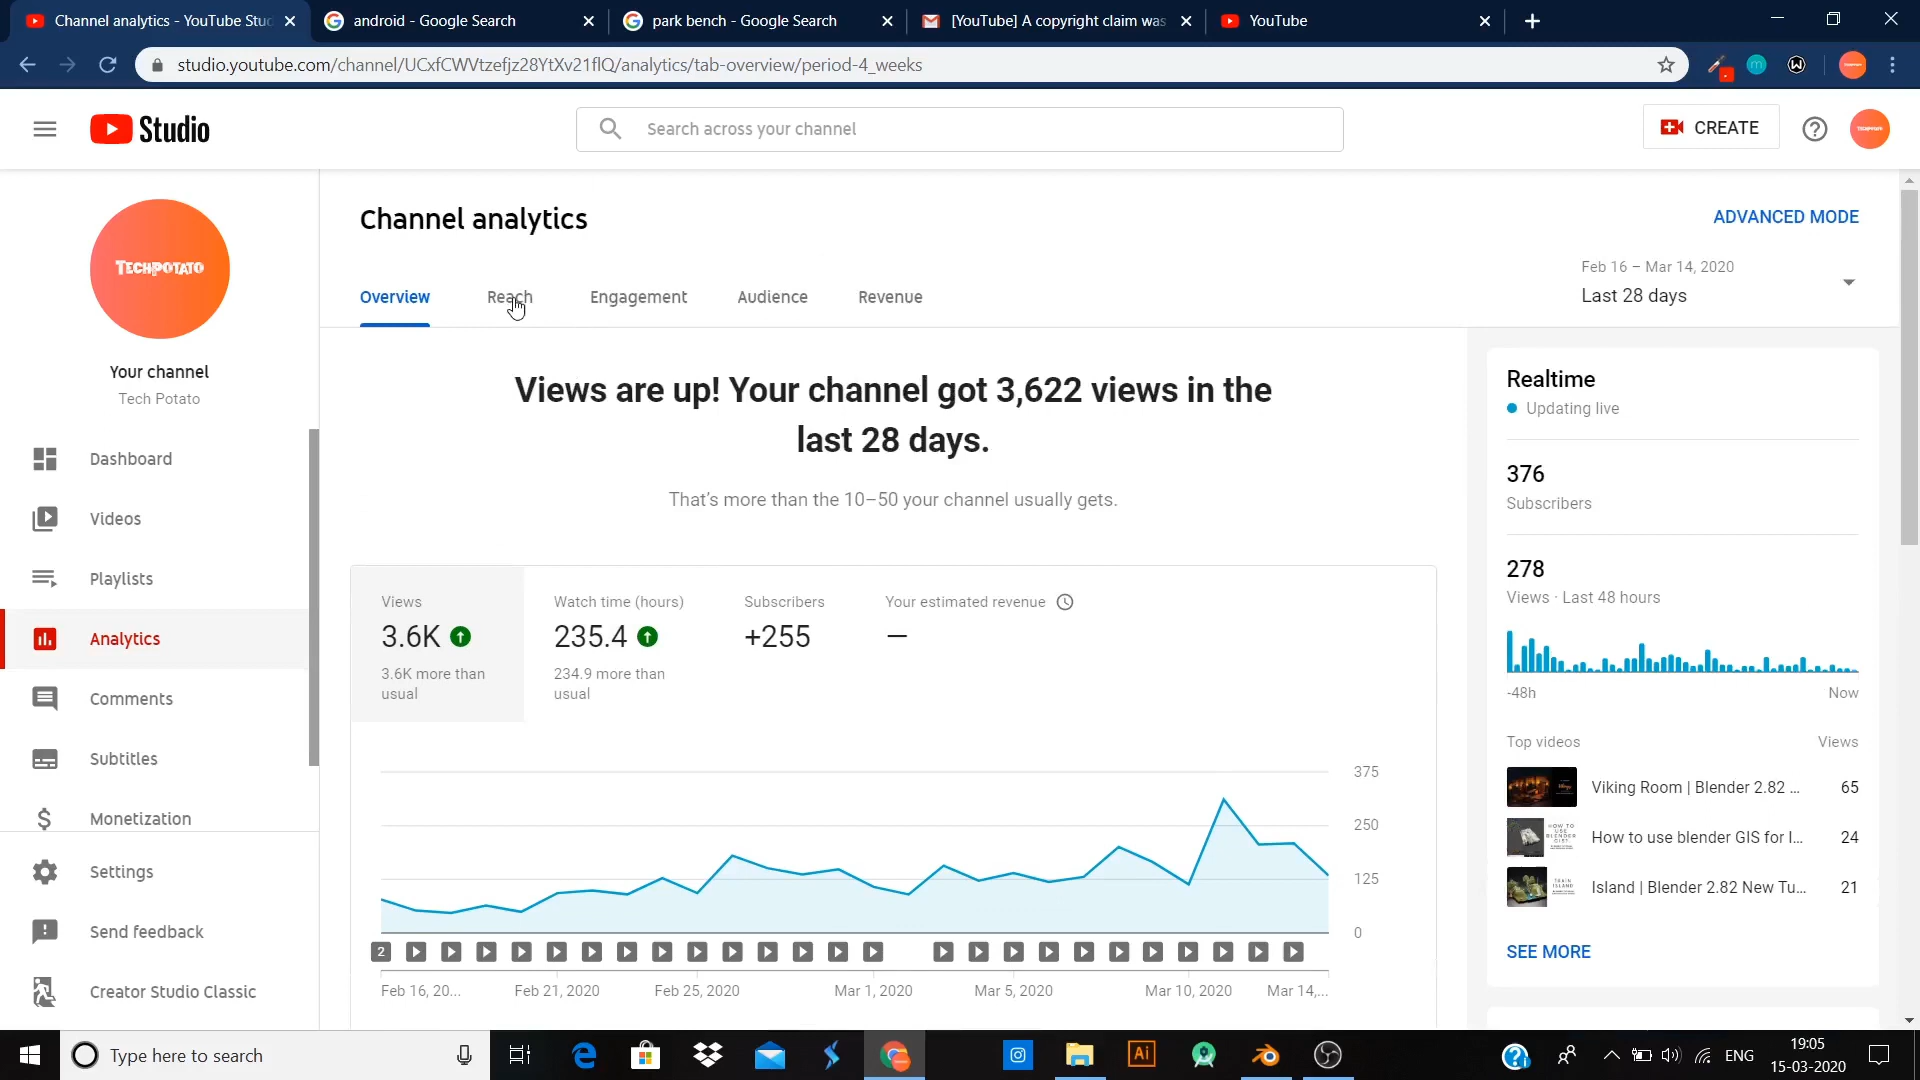 Channel analytics - YouTube Stud
android - Google Search
park bench - Google Search
[YouTube] A copyright claim was
YouTube
studio.youtube.com/channel/UCxfCWVtzefjz28YtXv21flQ/analytics/tab-overview/period-4_weeks
Studio
Search across your channel
CREATE
TECHPOTATO
Your channel
Tech Potato
Dashboard
Videos
Playlists
Analytics
Comments
Subtitles
Monetization
Settings
Send feedback
Creator Studio Classic
Channel analytics
ADVANCED MODE
Overview
Reach
Engagement
Audience
Revenue
Feb 16 – Mar 14, 2020
Last 28 days
Views are up! Your channel got 3,622 views in the
last 28 days.
That's more than the 10–50 your channel usually gets.
Views
3.6K
3.6K more than
usual
Watch time (hours)
235.4
234.9 more than
usual
Subscribers
+255
Your estimated revenue
—
375
250
125
0
2
Feb 16, 20...
Feb 21, 2020
Feb 25, 2020
Mar 1, 2020
Mar 5, 2020
Mar 10, 2020
Mar 14,...
Realtime
Updating live
376
Subscribers
278
Views · Last 48 hours
-48h
Now
Top videos
Views
Viking Room | Blender 2.82 ...
65
How to use blender GIS for I...
24
Island | Blender 2.82 New Tu...
21
SEE MORE
Type here to search
Ai
ENG
19:05
15-03-2020